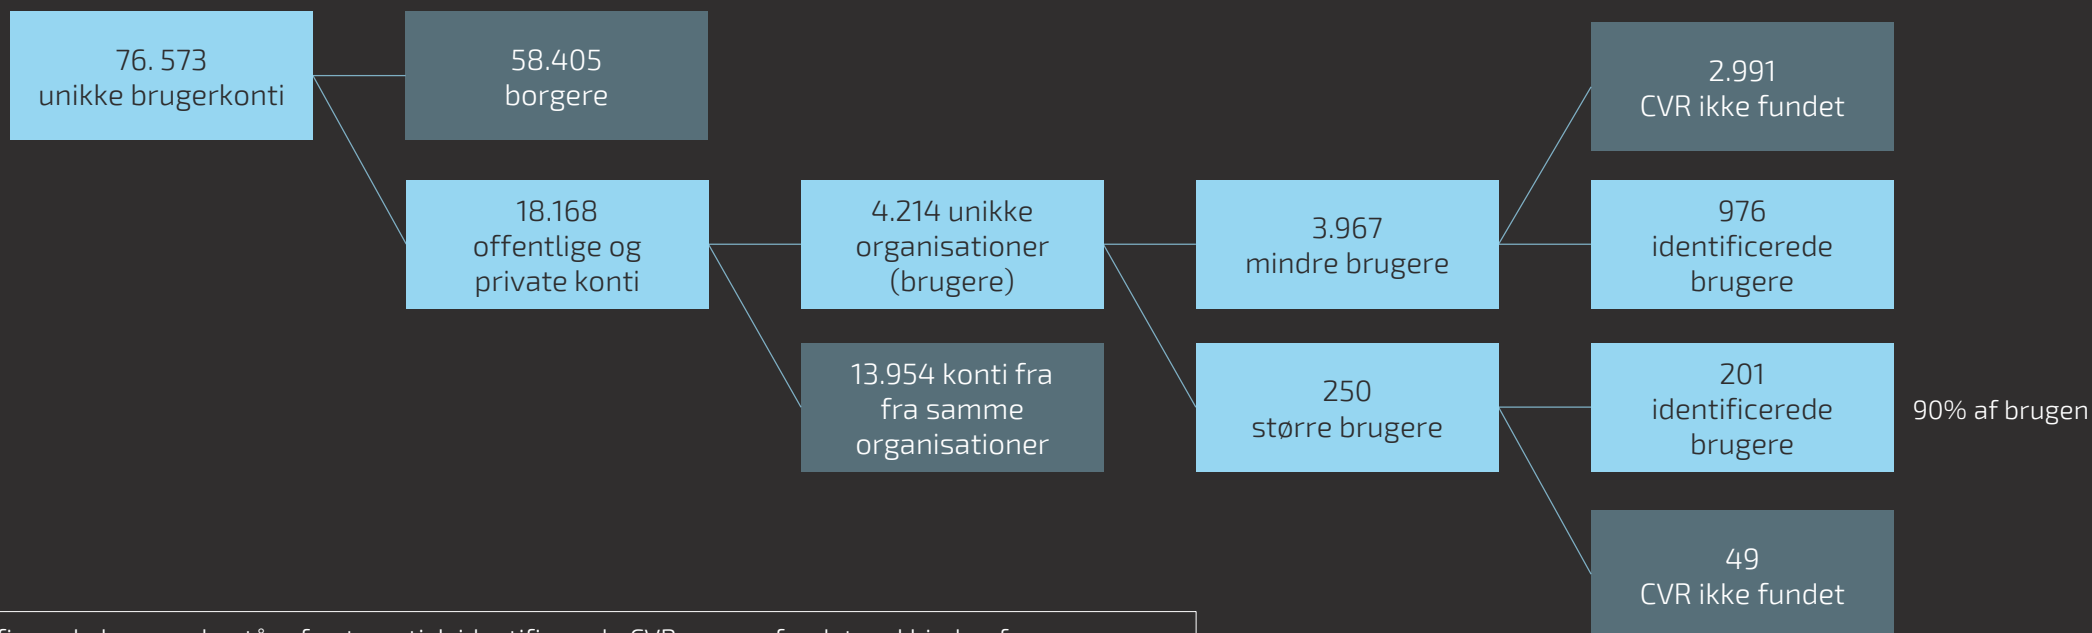 76. 573
unikke brugerkonti
58.405
borgere
18.168
offentlige og
private konti
4.214 unikke
organisationer
(brugere)
13.954 konti fra
fra samme
organisationer
3.967
mindre brugere
250
større brugere
2.991
CVR ikke fundet
976
identificerede
brugere
201
identificerede
brugere
90% af brugen
49
CVR ikke fundet